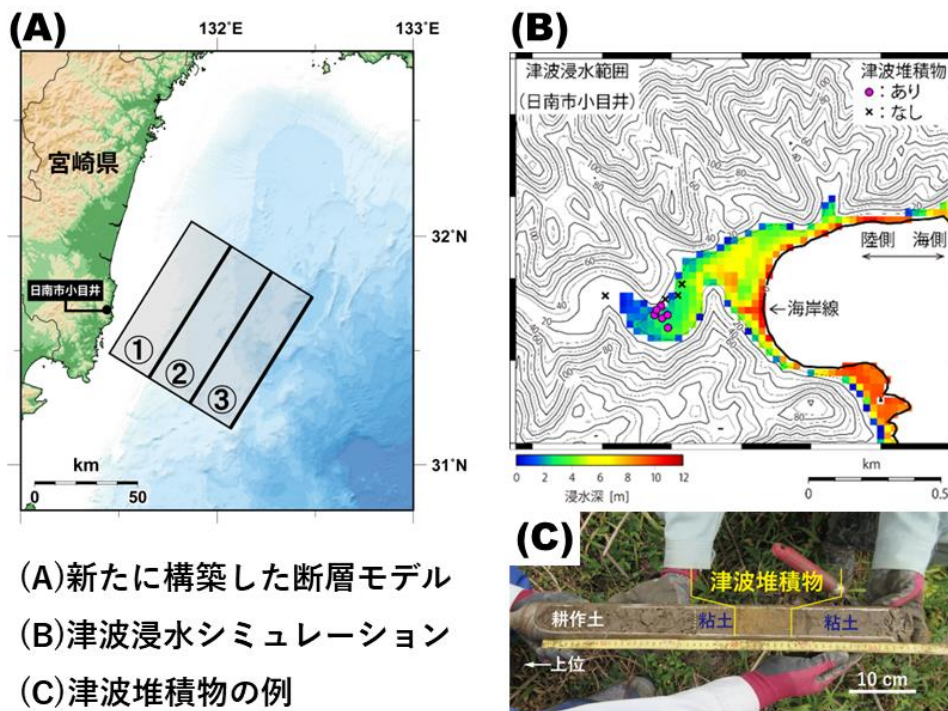 (A)
132°E
133°E
宮崎県
32°N
日南市小目井
①
②
③
km
0
50
31°N
(B)
津波浸水範囲
(日南市小目井)
津波堆積物
●:あり
×:なし
陸側 海側
←海岸線
0 2 4 6 8 10 12
浸水深 [m]
km
0
0.5
(C)
津波堆積物
耕作土
粘土
粘土
←上位
10 cm
(A)新たに構築した断層モデル
(B)津波浸水シミュレーション
(C)津波堆積物の例